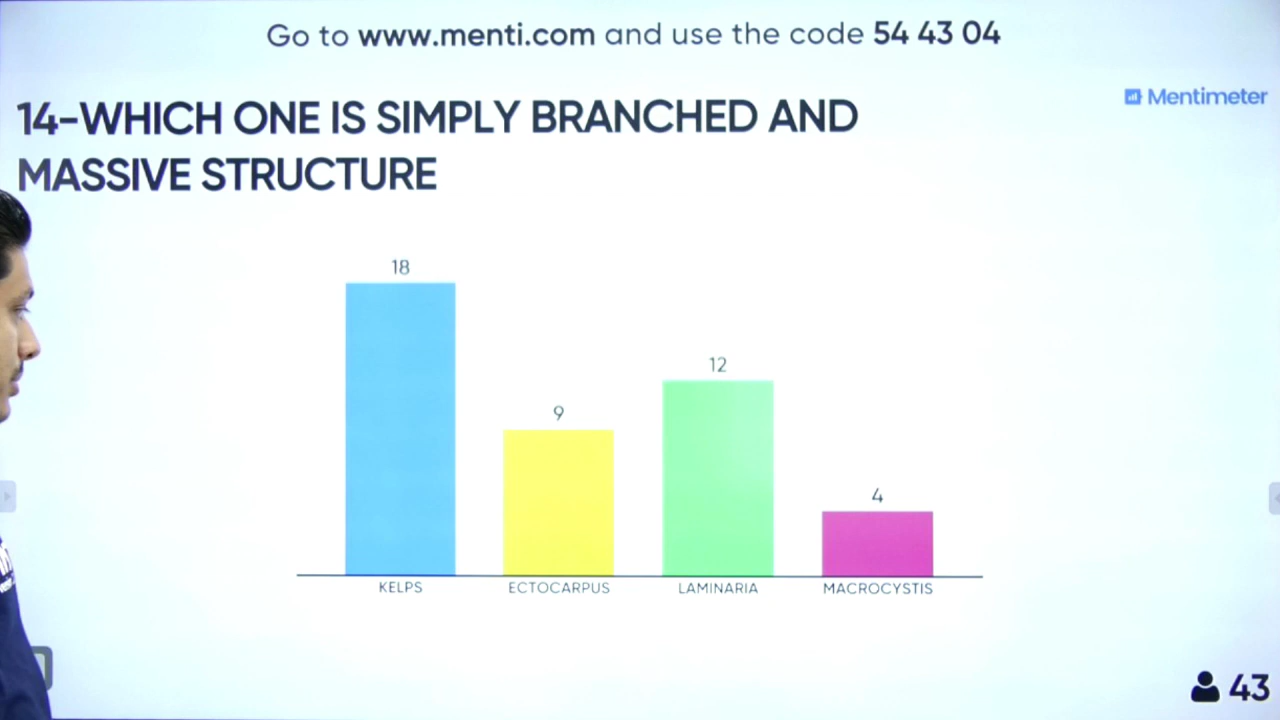 Go to www.menti.com and use the code 54 43 04
Mentimeter
14-WHICH ONE IS SIMPLY BRANCHED AND
MASSIVE STRUCTURE
18
9
12
4
KELPS
ECTOCARPUS
LAMINARIA
MACROCYSTIS
43